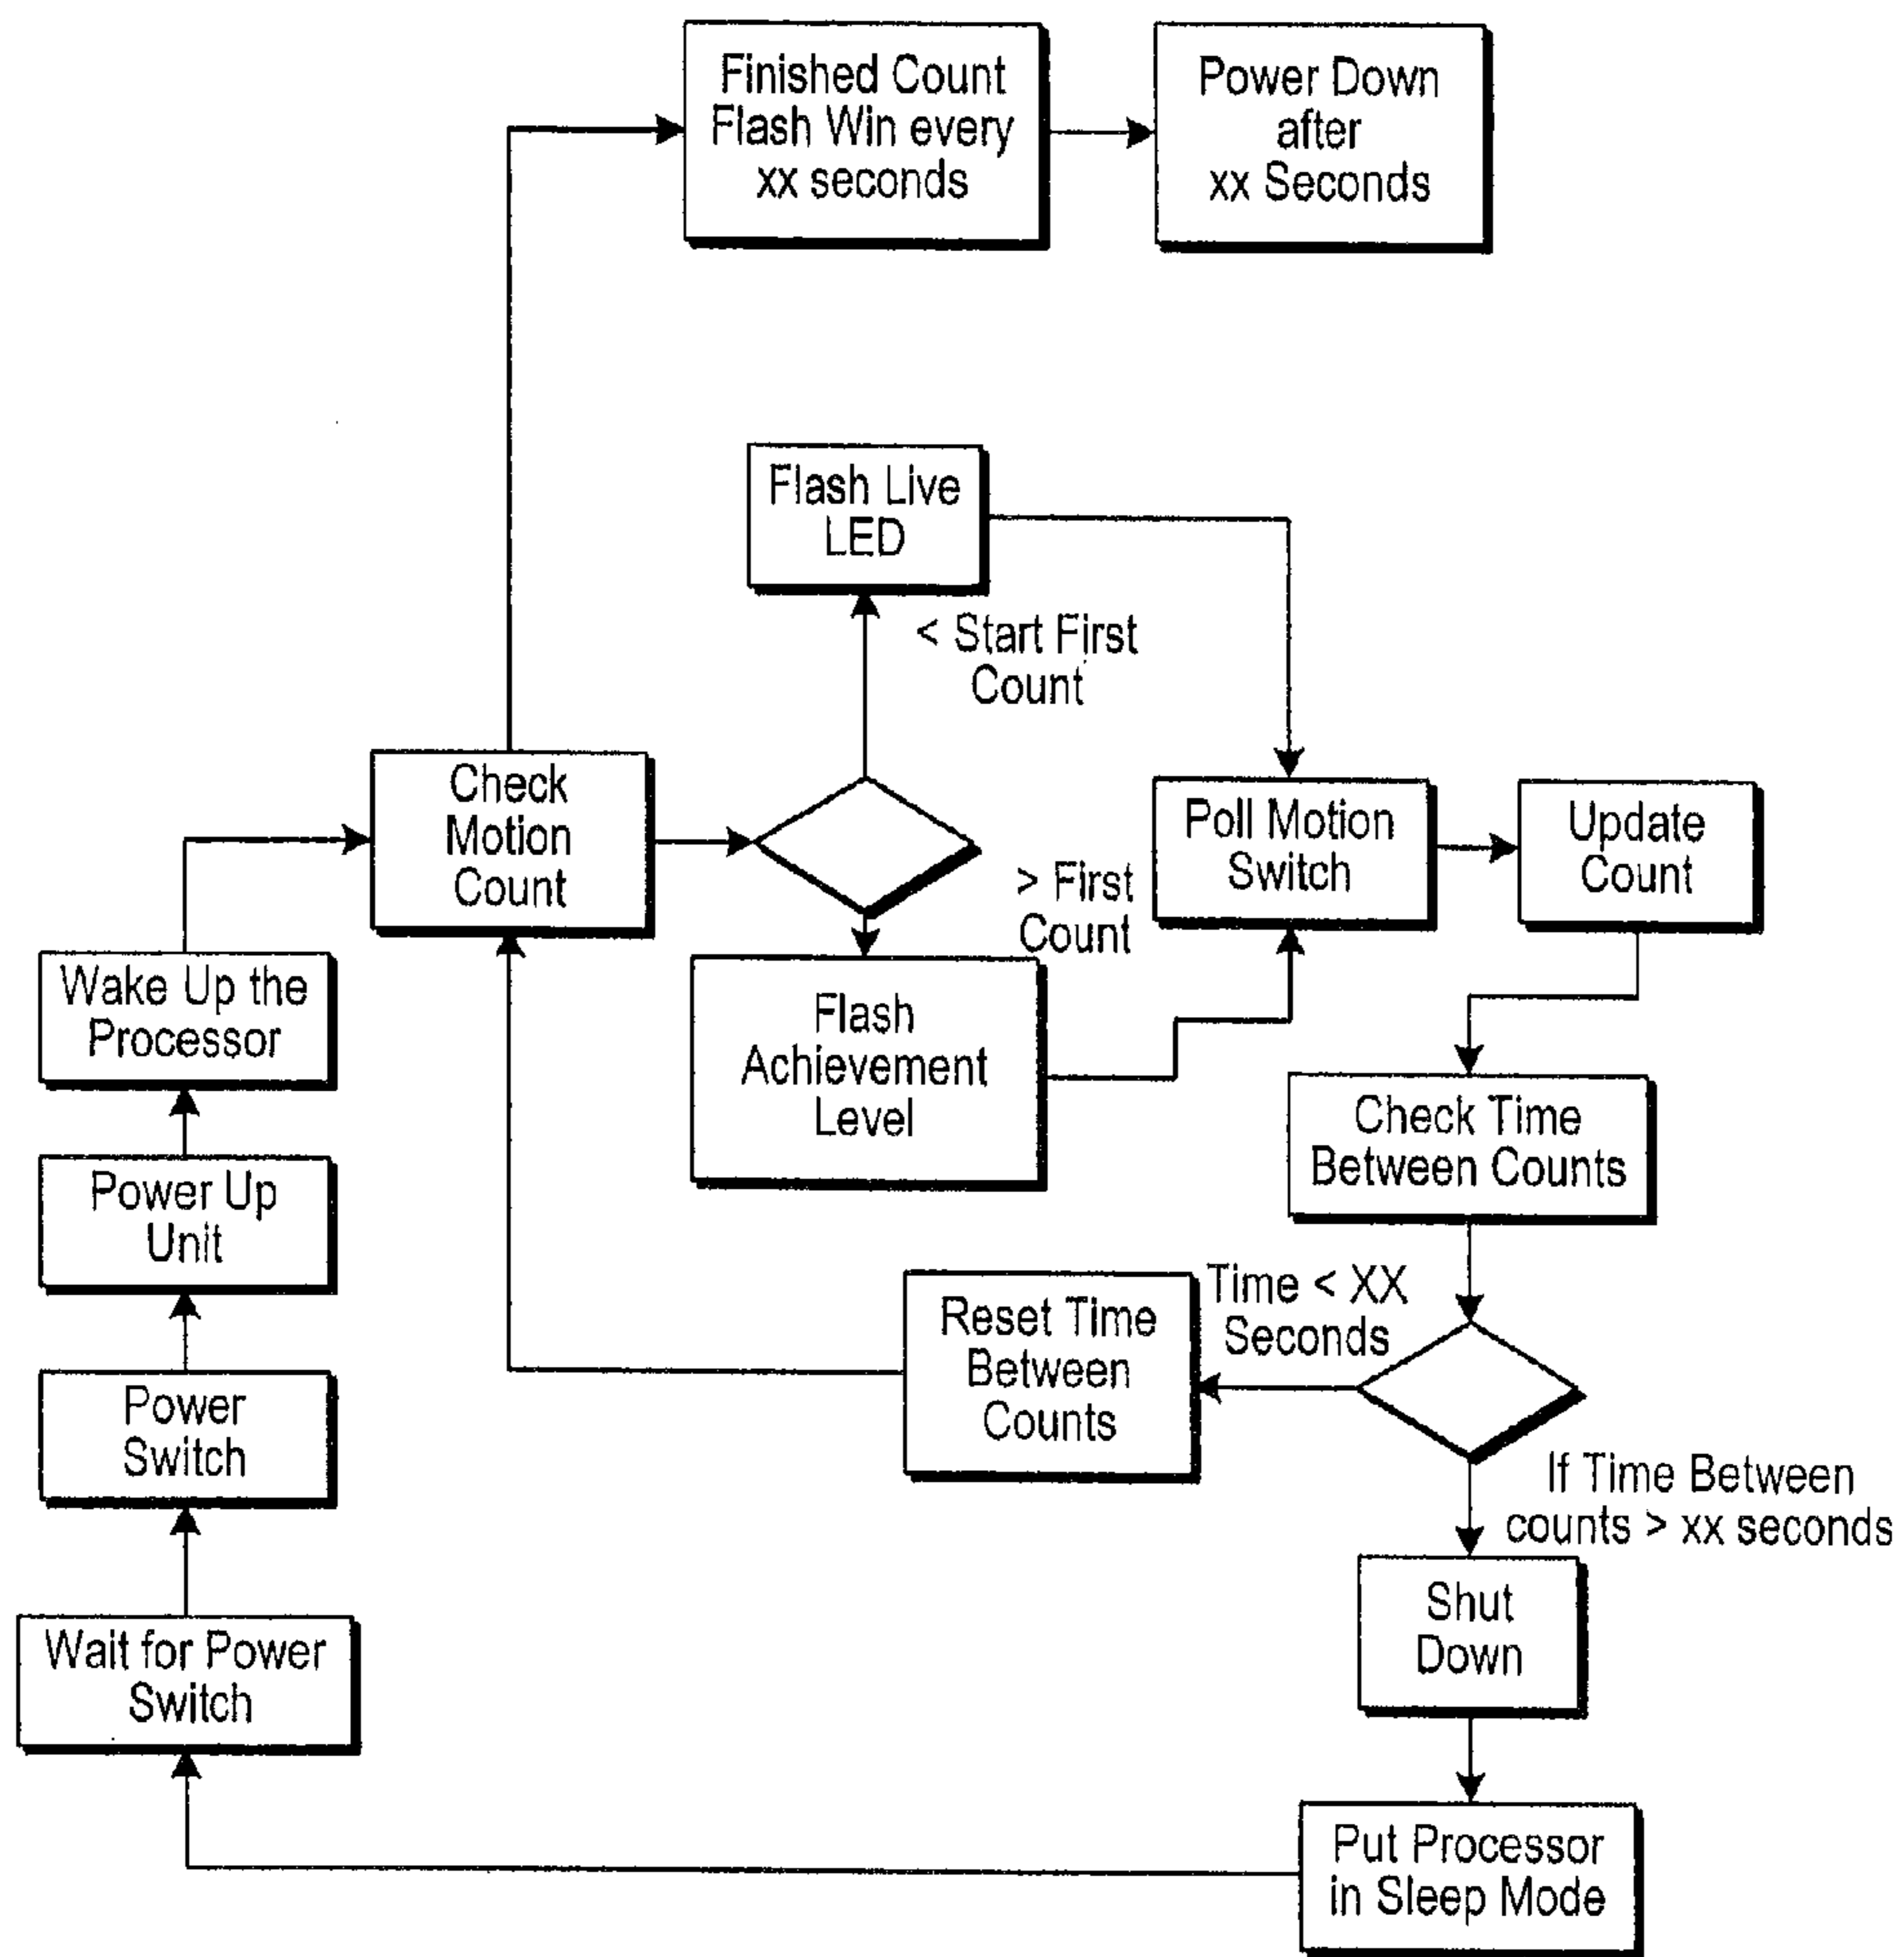 Finished Count
Flash Win every
xx seconds
Power Down
after
xx Seconds
Flash Live
LED
< Start First
Count
Check
Motion
Count
Poll Motion
Switch
Update
Count
> First
Count
Wake Up the
Processor
Flash
Achievement
Level
Check Time
Between Counts
Power Up
Unit
Reset Time
Between
Counts
Time < XX
Seconds
Power
Switch
If Time Between
counts > xx seconds
Shut
Down
Wait for Power
Switch
Put Processor
in Sleep Mode